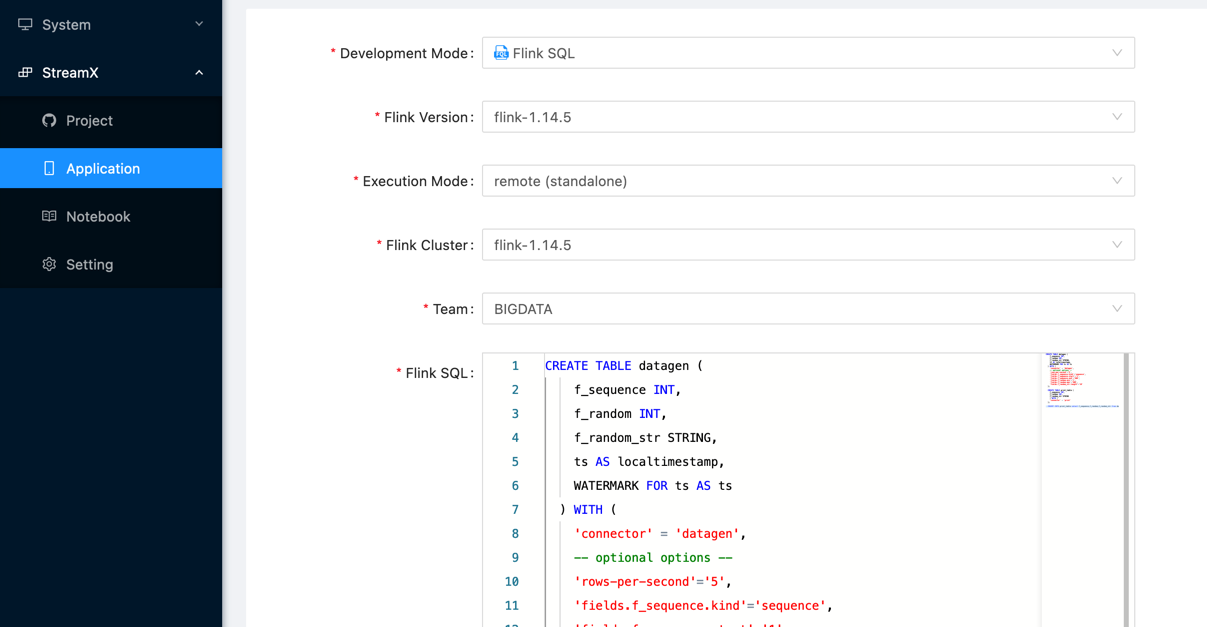 System
StreamX
Project
Application
Notebook
Setting
* Development Mode: Flink SQL
* Flink Version: flink-1.14.5
* Execution Mode: remote (standalone)
* Flink Cluster: flink-1.14.5
* Team: BIGDATA
* Flink SQL:
1 CREATE TABLE datagen (
2 f_sequence INT,
3 f_random INT,
4 f_random_str STRING,
5 ts AS localtimestamp,
6 WATERMARK FOR ts AS ts
7 ) WITH (
8 'connector' = 'datagen',
9 -- optional options --
10 'rows-per-second'='5',
11 'fields.f_sequence.kind'='sequence',